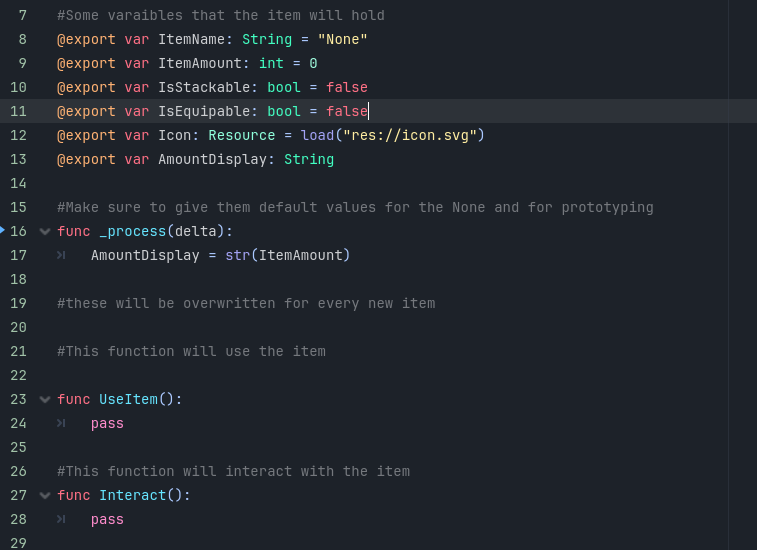 7 #Some varaibles that the item will hold
8 @export var ItemName: String = "None"
9 @export var ItemAmount: int = 0
10 @export var IsStackable: bool = false
11 @export var IsEquipable: bool = false
12 @export var Icon: Resource = load("res://icon.svg")
13 @export var AmountDisplay: String
14
15 #Make sure to give them default values for the None and for prototyping
16 func _process(delta):
17 AmountDisplay = str(ItemAmount)
18
19 #these will be overwritten for every new item
20
21 #This function will use the item
22
23 func UseItem():
24 pass
25
26 #This function will interact with the item
27 func Interact():
28 pass
29